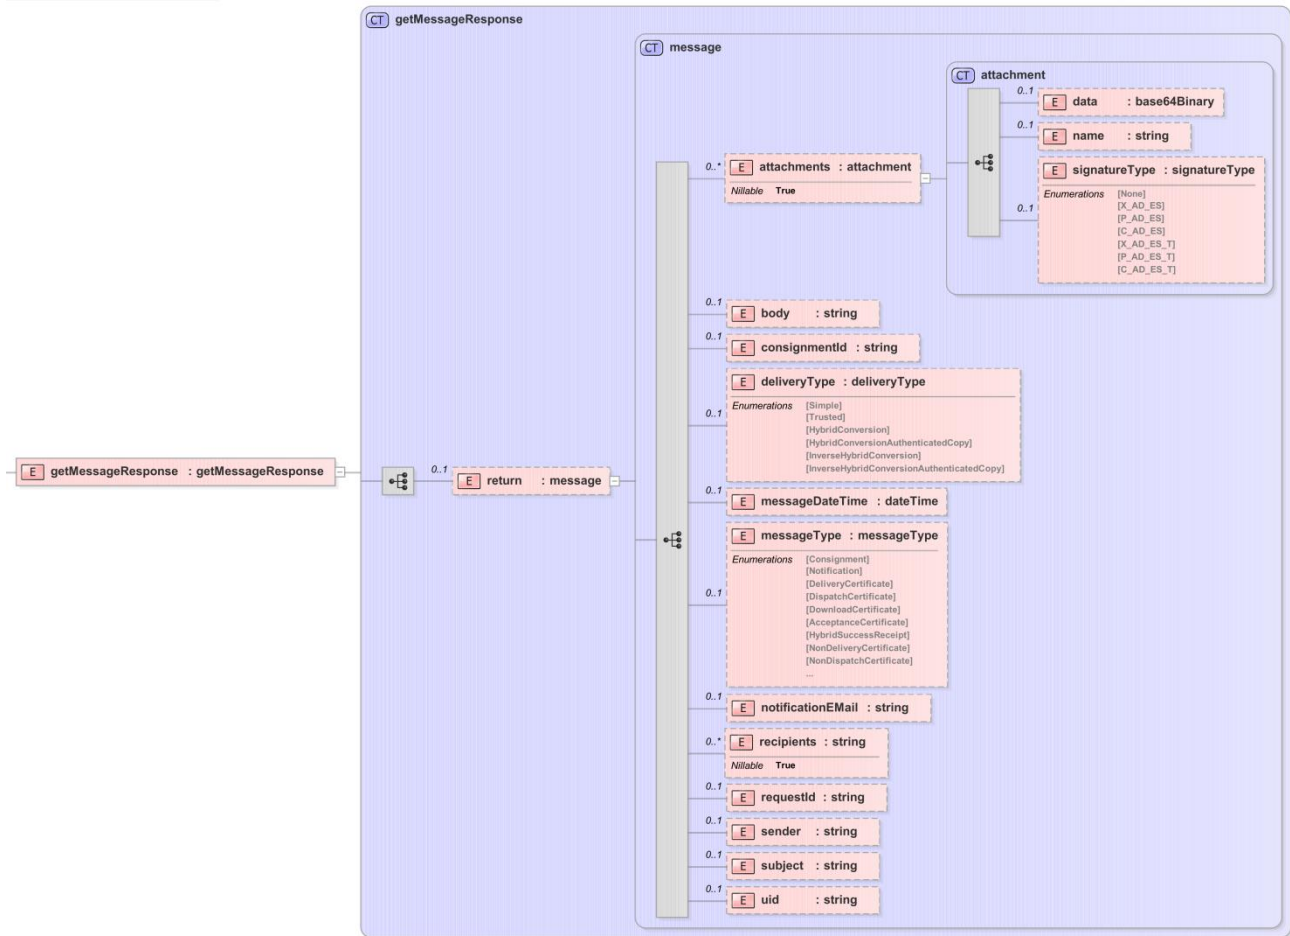 CT getMessageResponse
CT message
CT attachment
0..1
E data : base64Binary
0..1
E name : string
0..*
E attachments : attachment
Nillable True
E signatureType : signatureType
Enumerations [None]
[X_AD_ES]
[P_AD_ES]
[C_AD_ES]
[X_AD_ES_T]
[P_AD_ES_T]
[C_AD_ES_T]
0..1
0..1
E body : string
0..1
E consignmentId : string
E deliveryType : deliveryType
0..1
Enumerations [Simple]
[Trusted]
[HybridConversion]
[HybridConversionAuthenticatedCopy]
[InverseHybridConversion]
[InverseHybridConversionAuthenticatedCopy]
E getMessageResponse : getMessageResponse
0..1
E return : message
0..1
E messageDateTime : dateTime
E messageType : messageType
0..1
Enumerations [Consignment]
[Notification]
[DeliveryCertificate]
[DispatchCertificate]
[DownloadCertificate]
[AcceptanceCertificate]
[HybridSuccessReceipt]
[NonDeliveryCertificate]
[NonDispatchCertificate]
...
0..1
E notificationEMail : string
0..*
E recipients : string
Nillable True
0..1
E requestId : string
0..1
E sender : string
0..1
E subject : string
0..1
E uid : string